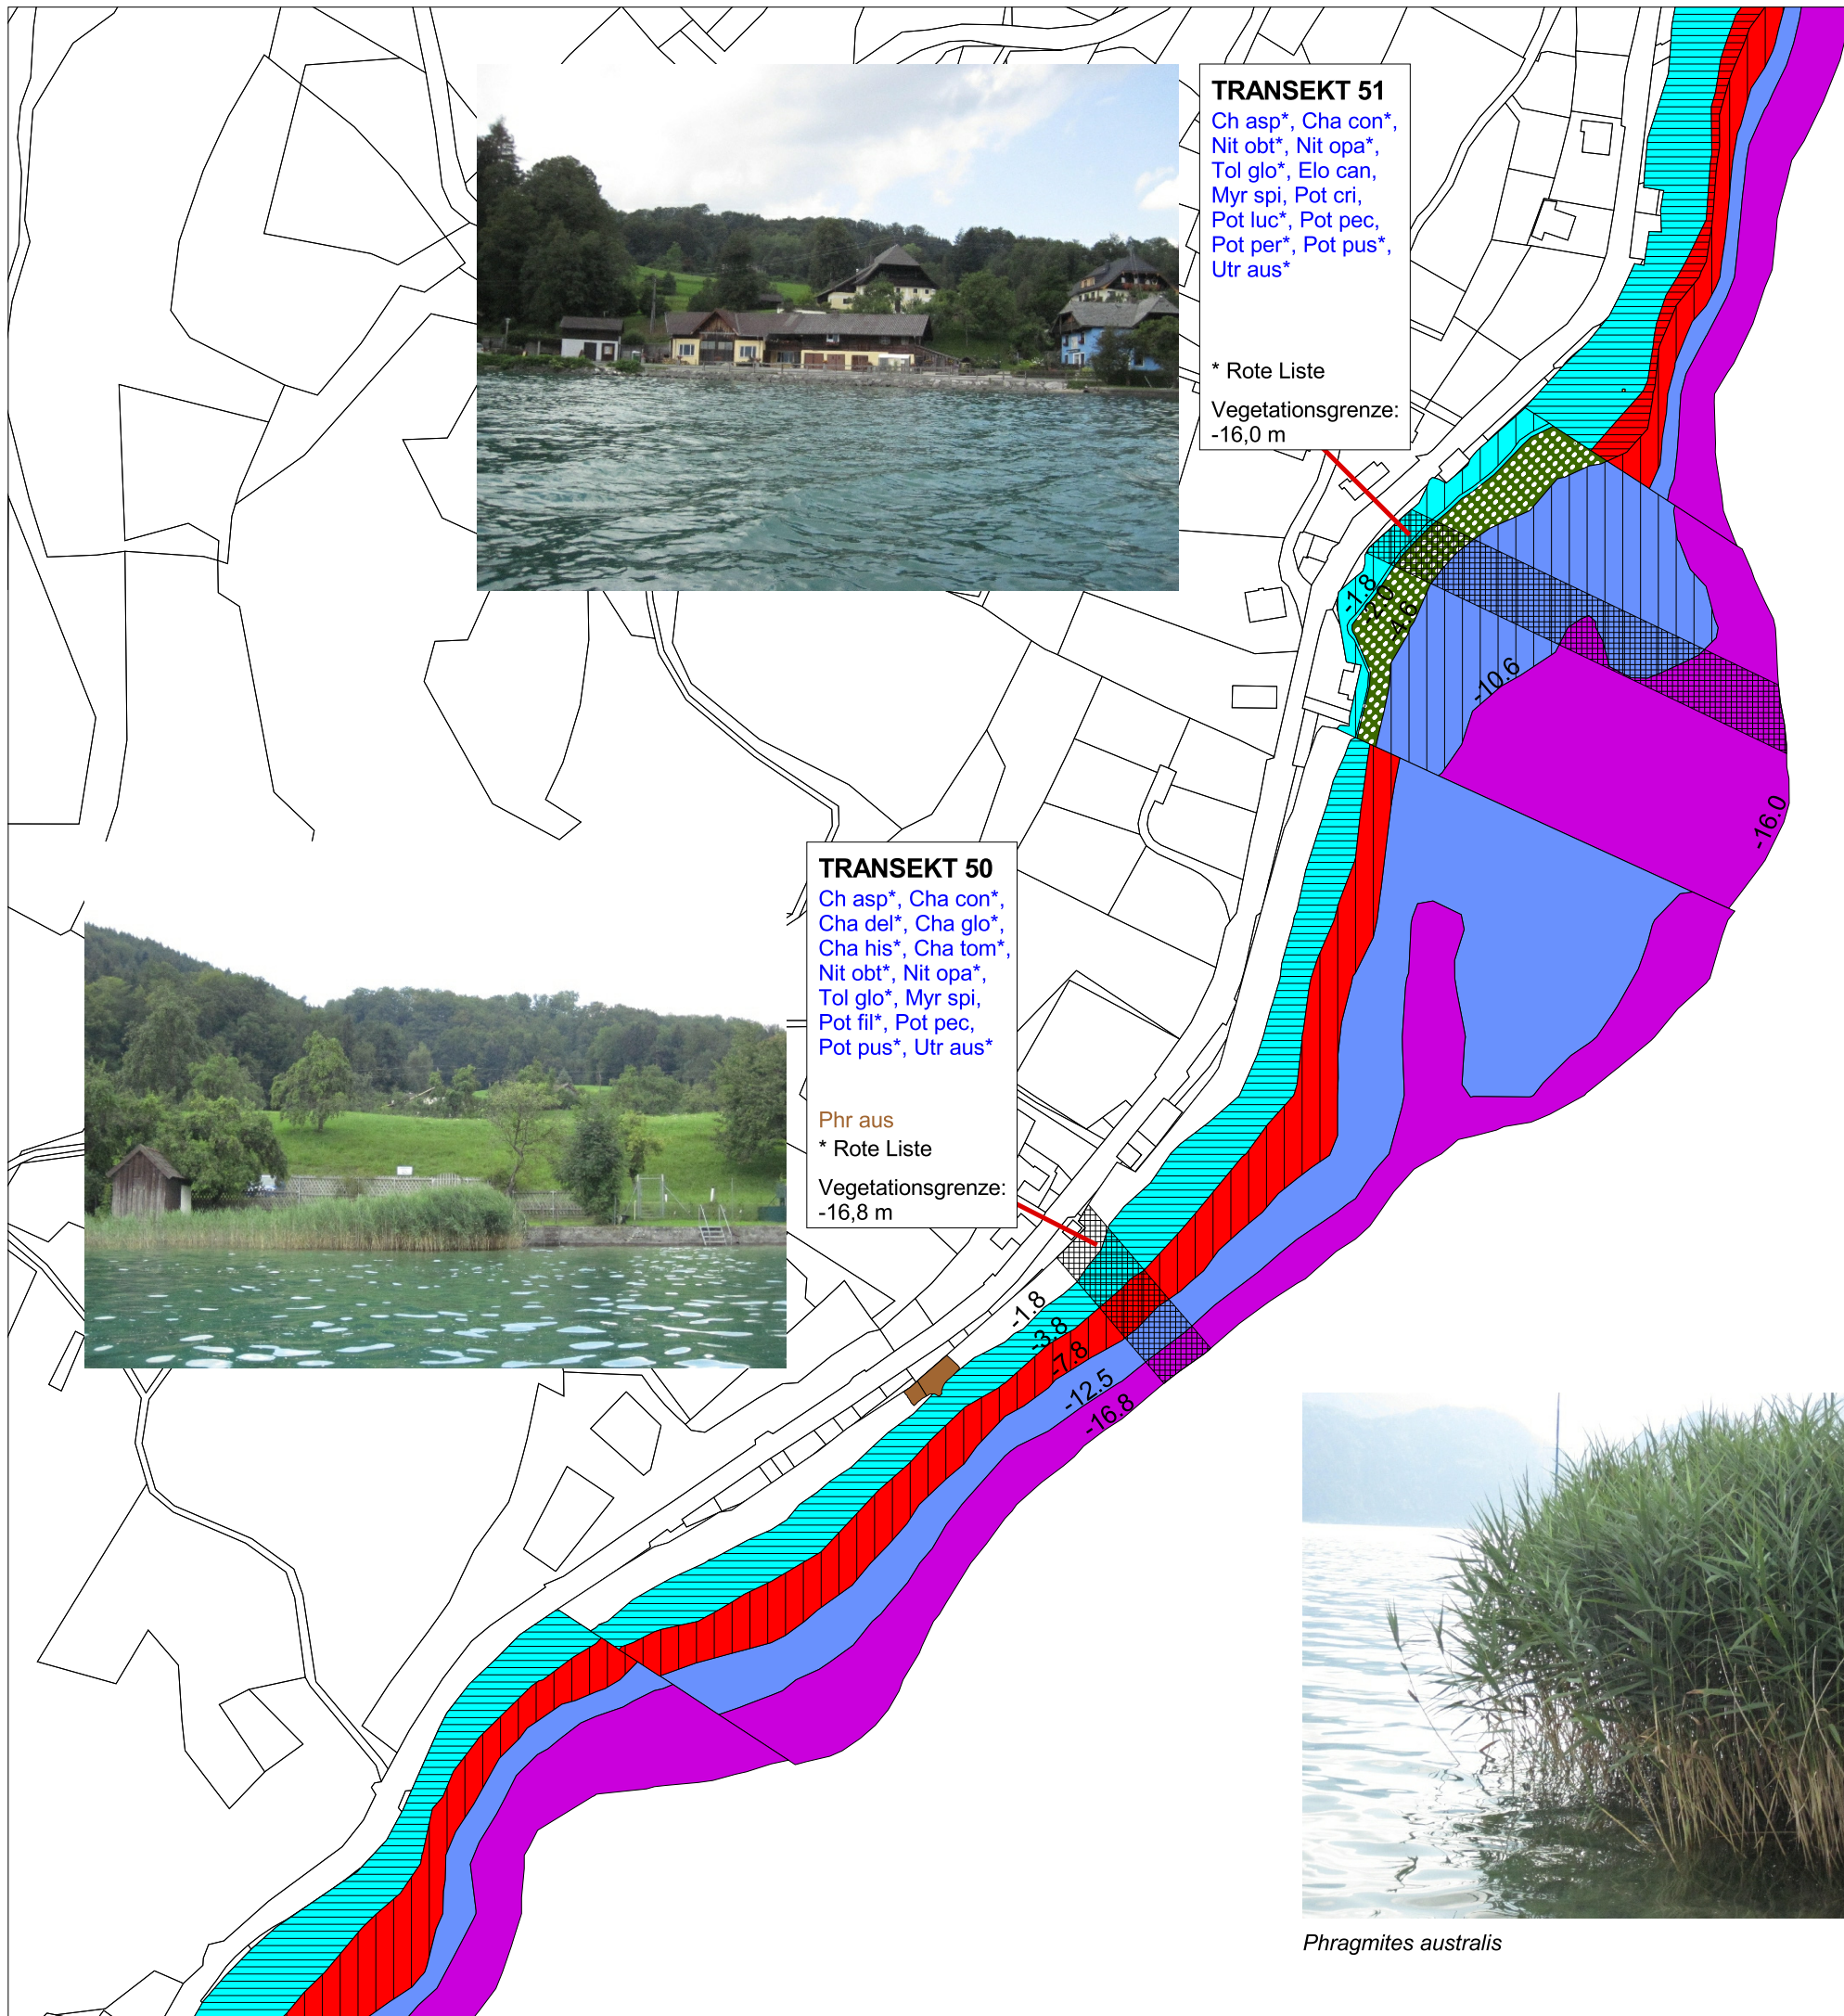 TRANSEKT 51
Ch asp*, Cha con*,
Nit obt*, Nit opa*,
Tol glo*, Elo can,
Myr spi, Pot cri,
Pot luc*, Pot pec,
Pot per*, Pot pus*,
Utr aus*
* Rote Liste
Vegetationsgrenze:
-16,0 m
-1.8
-2.0
-4.6
-10.6
-16.0
TRANSEKT 50
Ch asp*, Cha con*,
Cha del*, Cha glo*,
Cha his*, Cha tom*,
Nit obt*, Nit opa*,
Tol glo*, Myr spi,
Pot fil*, Pot pec,
Pot pus*, Utr aus*
Phr aus
* Rote Liste
Vegetationsgrenze:
-16,8 m
-1.8
-3.8
-7.8
-12.5
-16.8
Phragmites australis